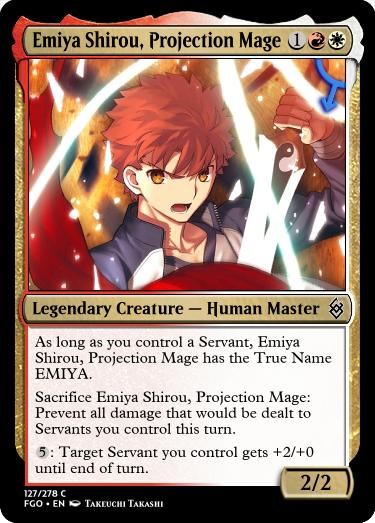 Emiya Shirou, Projection Mage 1
Legendary Creature — Human Master
As long as you control a Servant, Emiya
Shirou, Projection Mage has the True Name
EMIYA.
Sacrifice Emiya Shirou, Projection Mage:
Prevent all damage that would be dealt to
Servants you control this turn.
5: Target Servant you control gets +2/+0
until end of turn.
2/2
127/278 C
FGO • EN Takeuchi Takashi